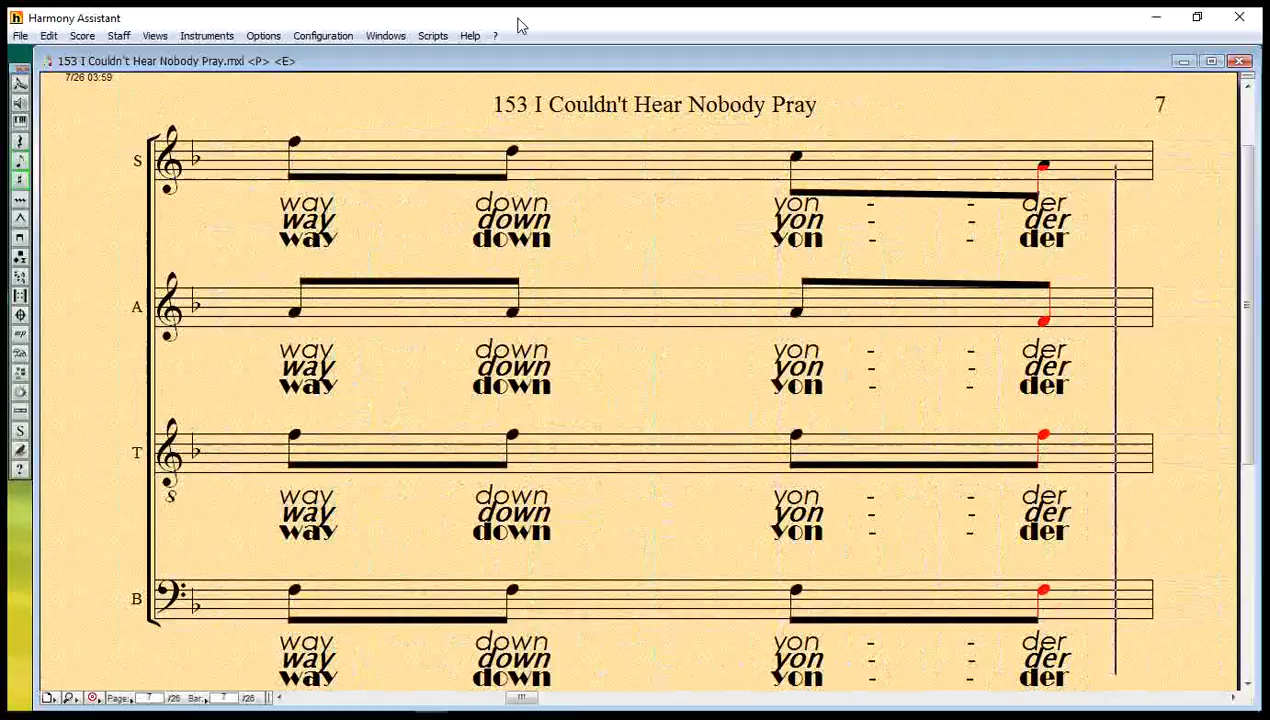 Harmony Assistant
File Edit Score Staff Views Instruments Options Configuration Windows Scripts Help ?
153 I Couldn't Hear Nobody Pray.mxl <P> <E>
7/26 03:59
153 I Couldn't Hear Nobody Pray 7
S
way down yon - - der
way down yon - - der
way down yon - - der
A
way down yon - - der
way down yon - - der
way down yon - - der
T
8
way down yon - - der
way down yon - - der
way down yon - - der
B
way down yon - - der
way down yon - - der
way down yon - - der
Page: 7 /26 Bar: 7 /26